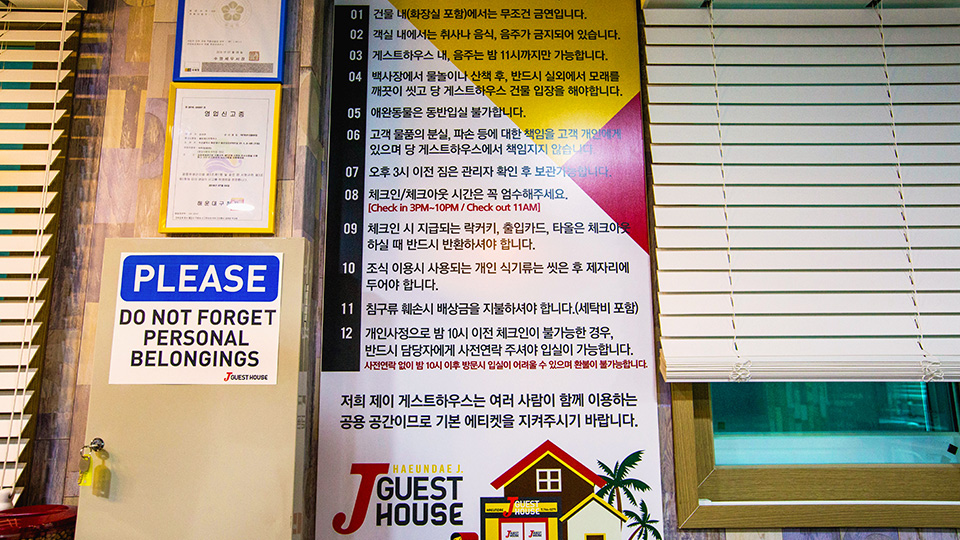 영업신고증
해운대구
PLEASE
DO NOT FORGET
PERSONAL
BELONGINGS
J GUEST HOUSE
01 건물 내(화장실 포함)에서는 무조건 금연입니다.
02 객실 내에서는 취사나 음식, 음주가 금지되어 있습니다.
03 게스트하우스 내, 음주는 밤 11시까지만 가능합니다.
04 백사장에서 물놀이나 산책 후, 반드시 실외에서 모래를
깨끗이 씻고 당 게스트하우스 건물 입장을 해야합니다.
05 애완동물은 동반입실 불가합니다.
06 고객 물품의 분실, 파손 등에 대한 책임을 고객 개인에게
있으며 당 게스트하우스에서 책임지지 않습니다.
07 오후 3시 이전 짐은 관리자 확인 후 보관가능합니다.
08 체크인/체크아웃 시간은 꼭 엄수해주세요.
[Check in 3PM~10PM / Check out 11AM]
09 체크인 시 지급되는 락커키, 출입카드, 타올은 체크아웃
하실 때 반드시 반환하셔야 합니다.
10 조식 이용시 사용되는 개인 식기류는 씻은 후 제자리에
두어야 합니다.
11 침구류 훼손시 배상금을 지불하셔야 합니다.(세탁비 포함)
12 개인사정으로 밤 10시 이전 체크인이 불가능한 경우,
반드시 담당자에게 사전연락 주셔야 입실이 가능합니다.
사전연락 없이 밤 10시 이후 방문시 입실이 어려울 수 있으며 환불이 불가능합니다.
저희 제이 게스트하우스는 여러 사람이 함께 이용하는
공용 공간이므로 기본 에티켓을 지켜주시기 바랍니다.
HAEUNDAE J.
J GUEST
HOUSE
J GUEST
HOUSE